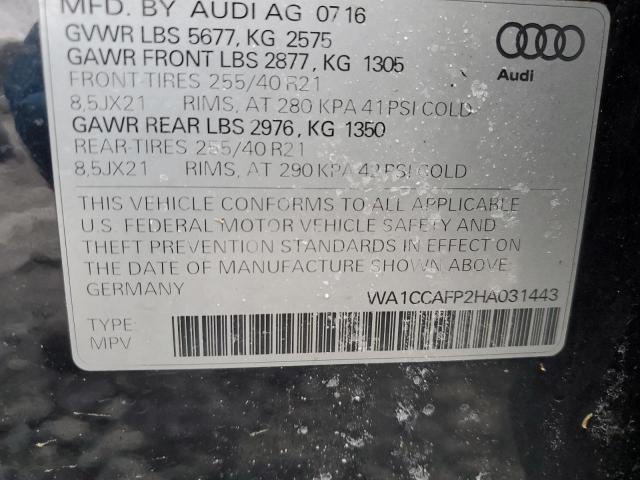 MFD. BY AUDI AG 07 16
GVWR LBS 5677, KG 2575
GAWR FRONT LBS 2877, KG 1305
FRONT-TIRES 255/40 R21
8,5JX21 RIMS, AT 280 KPA 41 PSI COLD
GAWR REAR LBS 2976, KG 1350
REAR-TIRES 255/40 R21
8,5JX21 RIMS, AT 290 KPA 42 PSI COLD
Audi
THIS VEHICLE CONFORMS TO ALL APPLICABLE
U.S. FEDERAL MOTOR VEHICLE SAFETY AND
THEFT PREVENTION STANDARDS IN EFFECT ON
THE DATE OF MANUFACTURE SHOWN ABOVE.
GERMANY
WA1CCAFP2HA031443
TYPE:
MPV